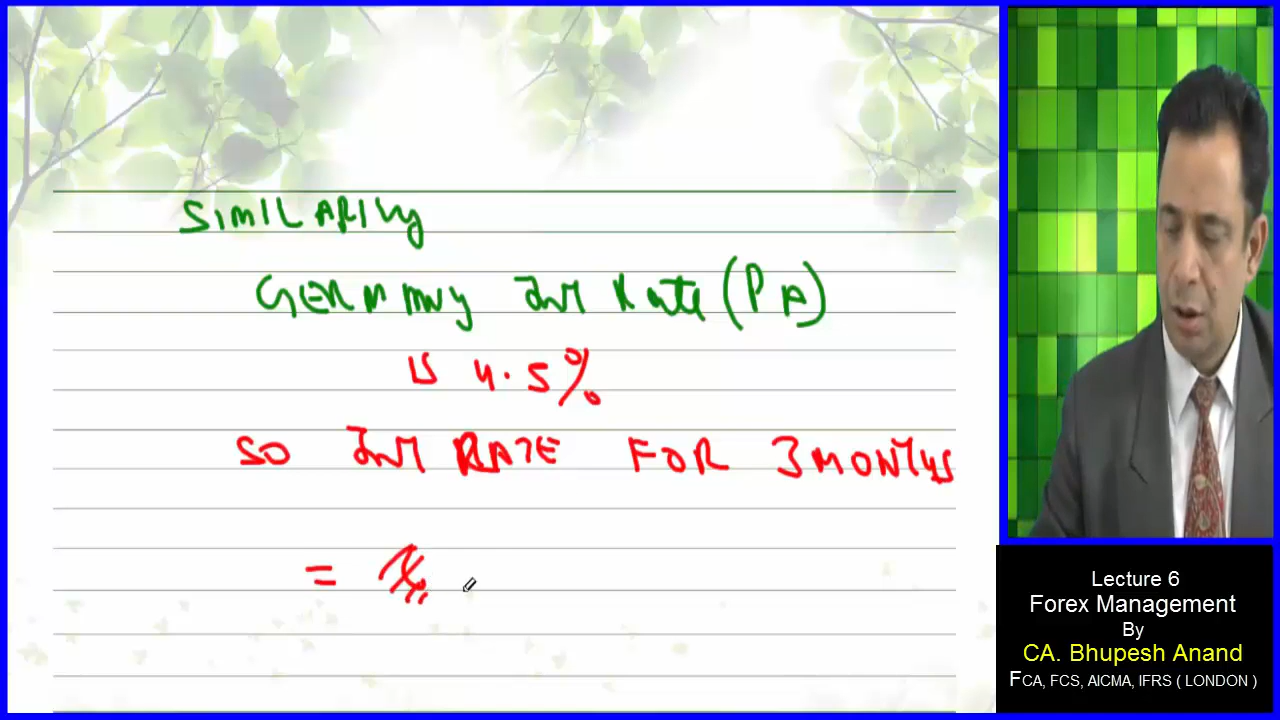 SIMILARIly
GERMANy Int Rate (PA)
is 4.5%
SO Int RATE FOR 3 MONTHS
=
Lecture 6
Forex Management
By
CA. Bhupesh Anand
FCA, FCS, AICMA, IFRS ( LONDON )